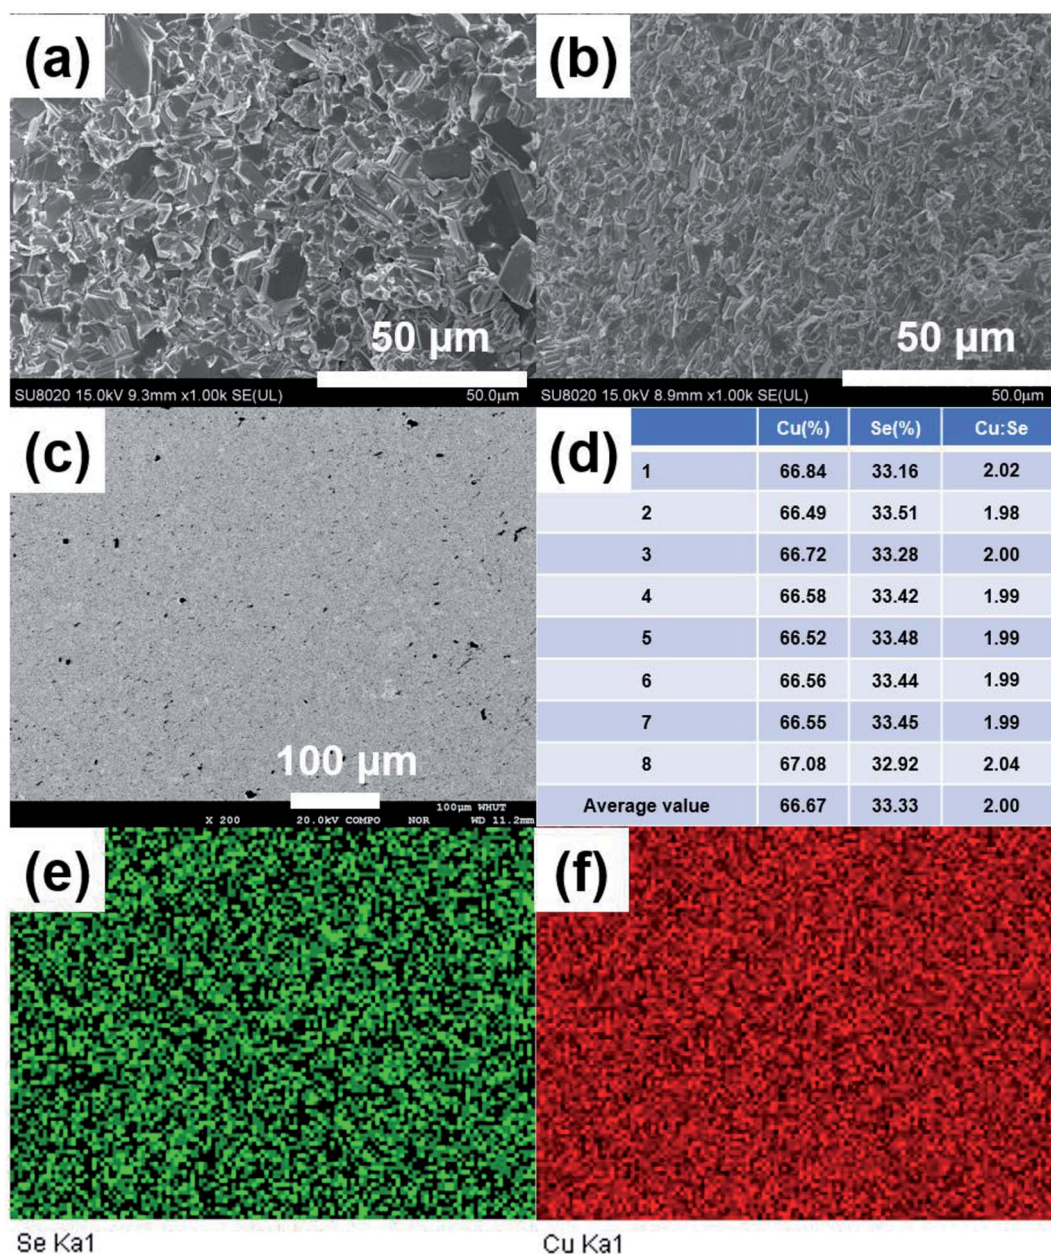 (a)
50 µm
SU8020 15.0kV 9.3mm x1.00k SE(UL) 50.0µm
(b)
50 µm
SU8020 15.0kV 8.9mm x1.00k SE(UL) 50.0µm
(c)
100 µm
100µm WHUT
X 200 20.0kV COMPO NOR WD 11.2mm
(d)
Cu(%) Se(%) Cu:Se
1 66.84 33.16 2.02
2 66.49 33.51 1.98
3 66.72 33.28 2.00
4 66.58 33.42 1.99
5 66.52 33.48 1.99
6 66.56 33.44 1.99
7 66.55 33.45 1.99
8 67.08 32.92 2.04
Average value 66.67 33.33 2.00
(e)
Se Ka1
(f)
Cu Ka1